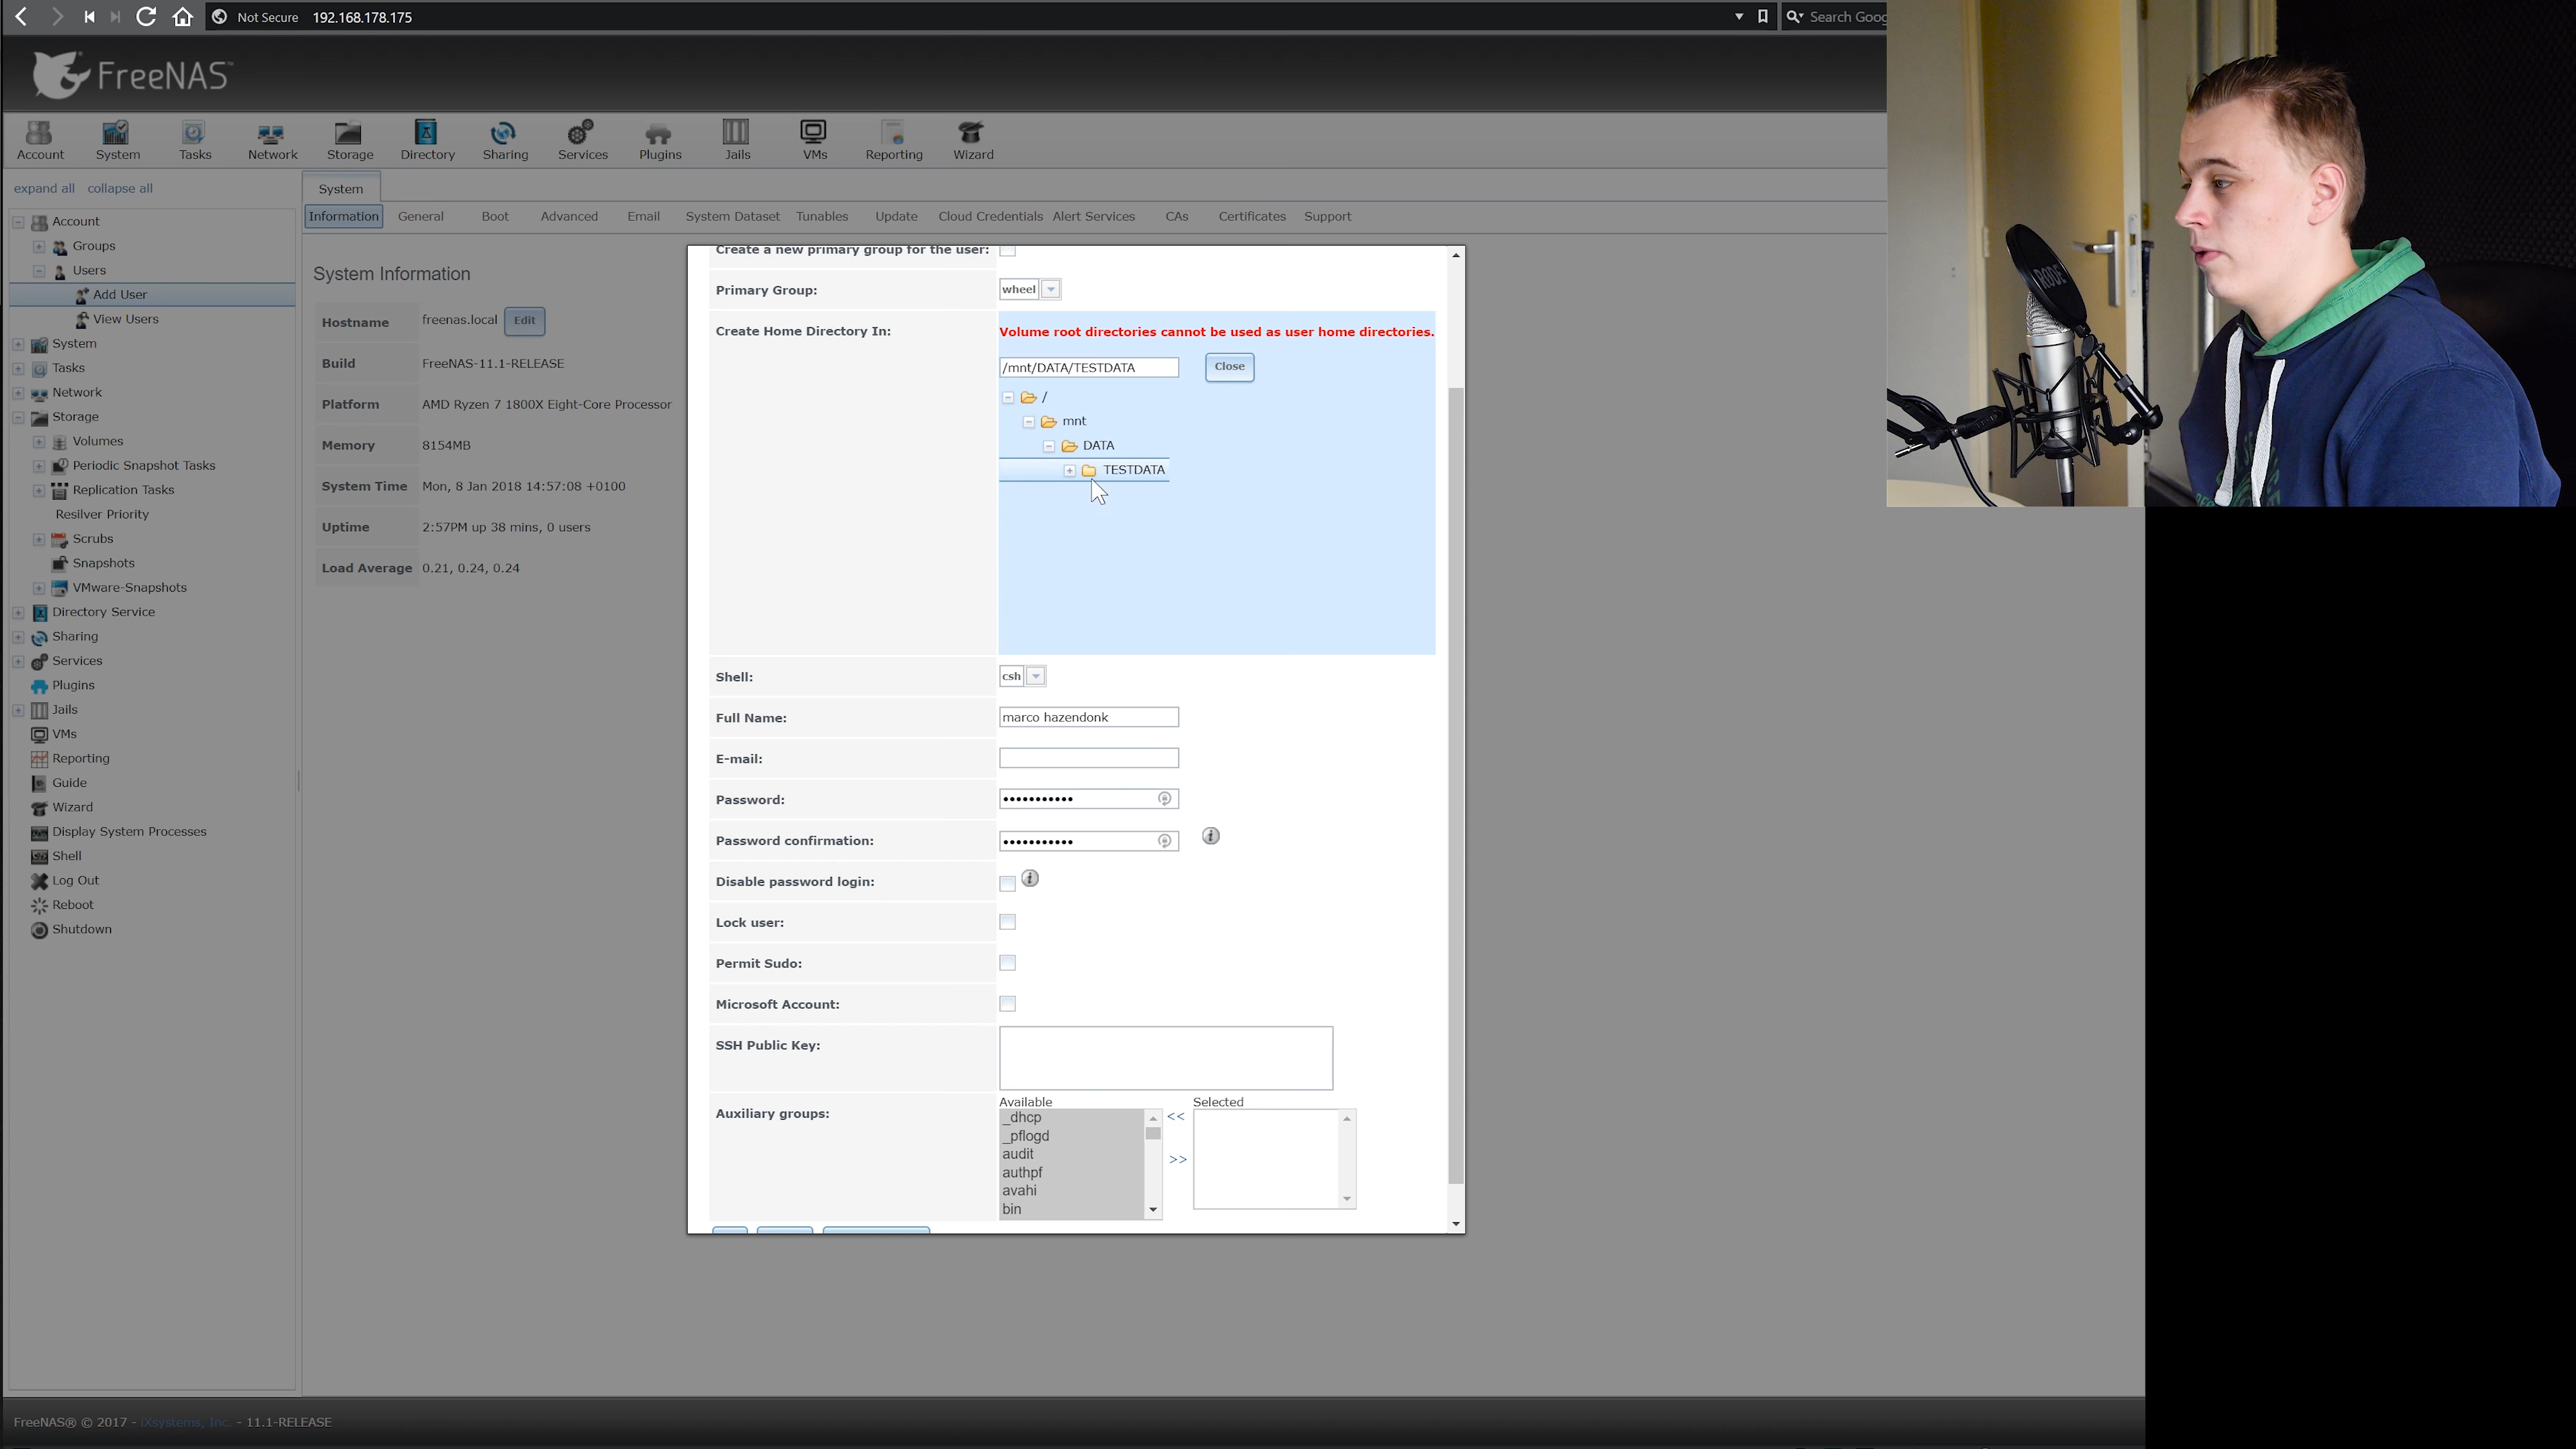 Not Secure 192.168.178.175 Search Goog
FreeNAS™
Account System Tasks Network Storage Directory Sharing Services Plugins Jails VMs Reporting Wizard
expand all collapse all
Account
Groups
Users
Add User
View Users
System
Tasks
Network
Storage
Volumes
Periodic Snapshot Tasks
Replication Tasks
Resilver Priority
Scrubs
Snapshots
VMware-Snapshots
Directory Service
Sharing
Services
Plugins
Jails
VMs
Reporting
Guide
Wizard
Display System Processes
Shell
Log Out
Reboot
Shutdown
System
Information General Boot Advanced Email System Dataset Tunables Update Cloud Credentials Alert Services CAs Certificates Support
System Information
Hostname freenas.local Edit
Build FreeNAS-11.1-RELEASE
Platform AMD Ryzen 7 1800X Eight-Core Processor
Memory 8154MB
System Time Mon, 8 Jan 2018 14:57:08 +0100
Uptime 2:57PM up 38 mins, 0 users
Load Average 0.21, 0.24, 0.24
Create a new primary group for the user:
Primary Group: wheel
Create Home Directory In: Volume root directories cannot be used as user home directories.
/mnt/DATA/TESTDATA Close
/
mnt
DATA
TESTDATA
Shell: csh
Full Name: marco hazendonk
E-mail:
Password: •••••••••••
Password confirmation: •••••••••••
Disable password login:
Lock user:
Permit Sudo:
Microsoft Account:
SSH Public Key:
Auxiliary groups: Available Selected
_dhcp <<
_pflogd
audit
authpf >>
avahi
bin
RODE
FreeNAS® © 2017 - iXsystems, Inc. - 11.1-RELEASE